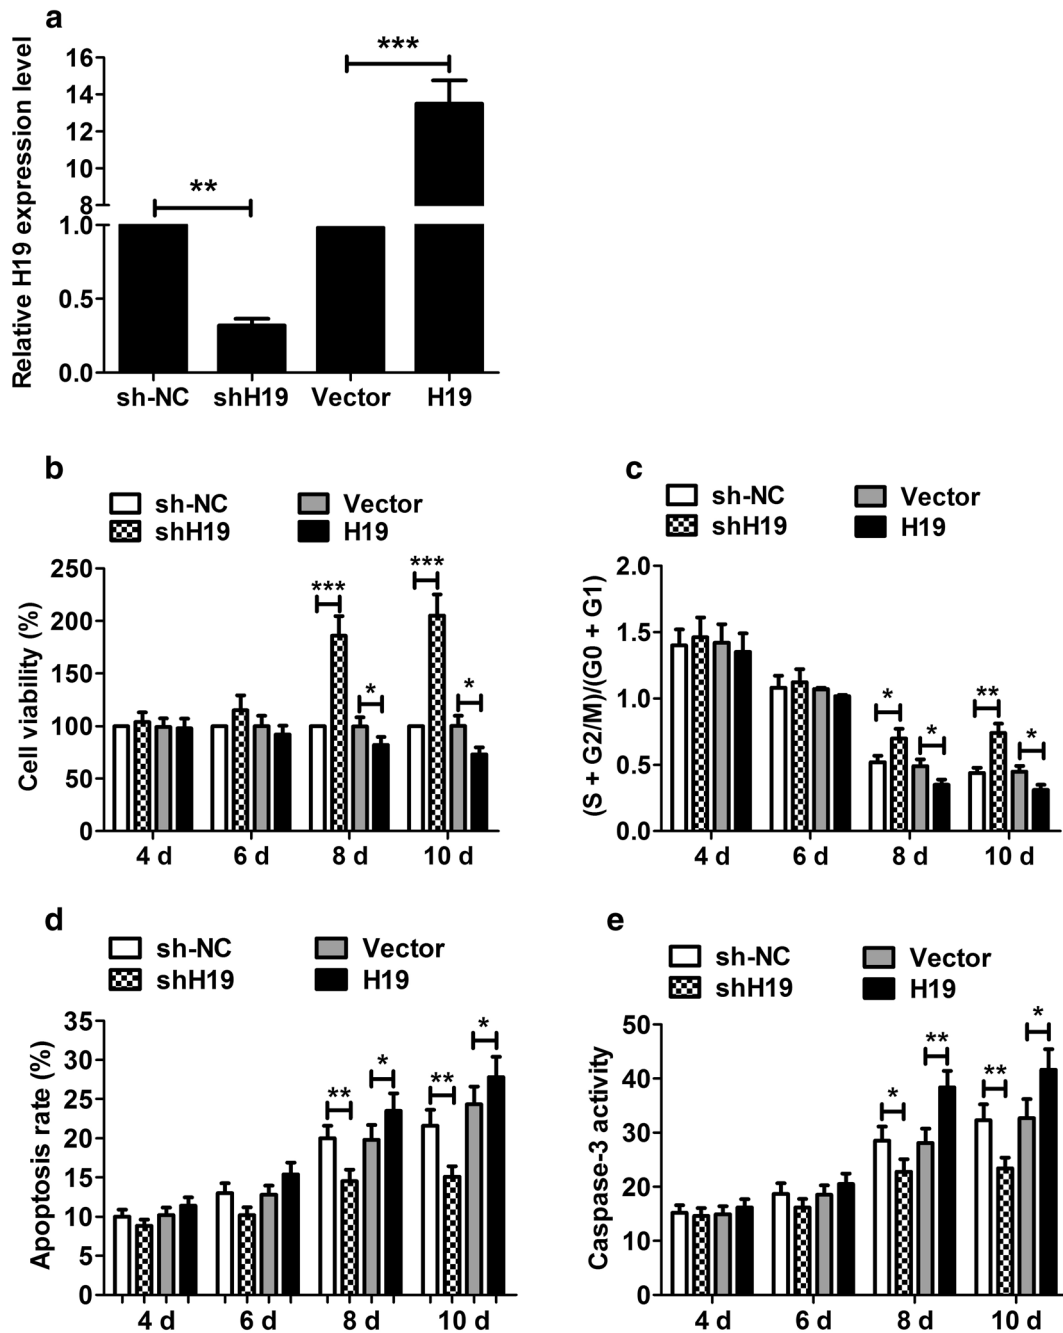 a
Relative H19 expression level
16
14
12
10
8
1.0
0.5
0.0
**
***
sh-NC shH19 Vector H19
b
sh-NC Vector
shH19 H19
Cell viability (%)
250
200
150
100
50
0
***
*
***
*
4 d 6 d 8 d 10 d
c
sh-NC Vector
shH19 H19
(S + G2/M)/(G0 + G1)
2.0
1.5
1.0
0.5
0.0
*
*
**
*
4 d 6 d 8 d 10 d
d
sh-NC Vector
shH19 H19
Apoptosis rate (%)
35
30
25
20
15
10
5
0
**
*
**
*
4 d 6 d 8 d 10 d
e
sh-NC Vector
shH19 H19
Caspase-3 activity
50
40
30
20
10
0
*
**
**
*
4 d 6 d 8 d 10 d